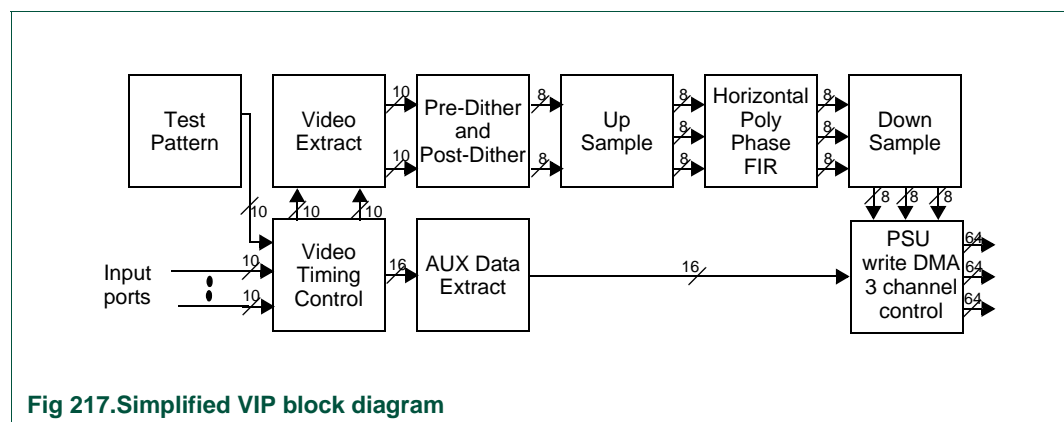 Test
Pattern
Video
Extract
10
10
Pre-Dither
and
Post-Dither
8
8
Up
Sample
8
8
8
Horizontal
Poly
Phase
FIR
8
8
8
Down
Sample
10
10
10
8
8
8
Input
ports
10
10
Video
Timing
Control
16
AUX Data
Extract
16
PSU
write DMA
3 channel
control
64
64
64
Fig 217.Simplified VIP block diagram